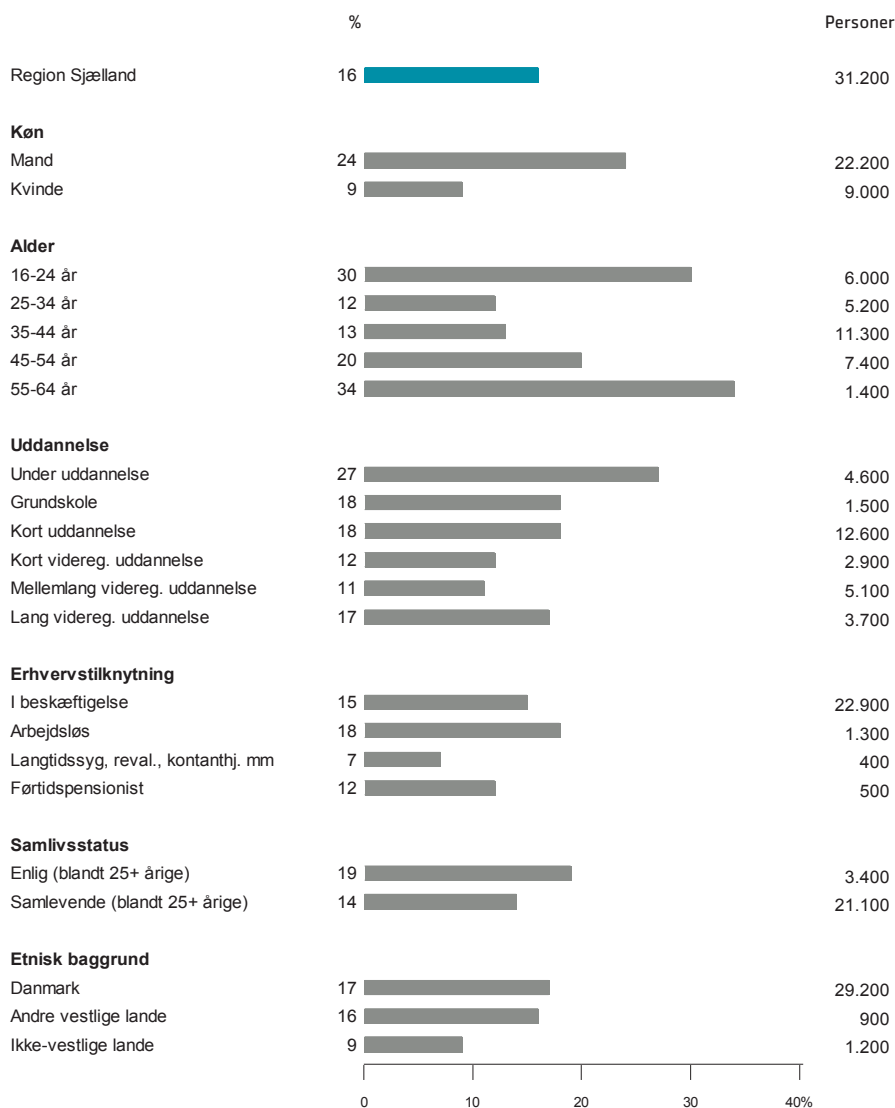 % Personer
Region Sjælland 16 31.200
Køn
Mand 24 22.200
Kvinde 9 9.000
Alder
16-24 år 30 6.000
25-34 år 12 5.200
35-44 år 13 11.300
45-54 år 20 7.400
55-64 år 34 1.400
Uddannelse
Under uddannelse 27 4.600
Grundskole 18 1.500
Kort uddannelse 18 12.600
Kort videreg. uddannelse 12 2.900
Mellemlang videreg. uddannelse 11 5.100
Lang videreg. uddannelse 17 3.700
Erhvervstilknytning
I beskæftigelse 15 22.900
Arbejdsløs 18 1.300
Langtidssyg, reval., kontanthj. mm 7 400
Førtidspensionist 12 500
Samlivsstatus
Enlig (blandt 25+ årige) 19 3.400
Samlevende (blandt 25+ årige) 14 21.100
Etnisk baggrund
Danmark 17 29.200
Andre vestlige lande 16 900
Ikke-vestlige lande 9 1.200
0 10 20 30 40%